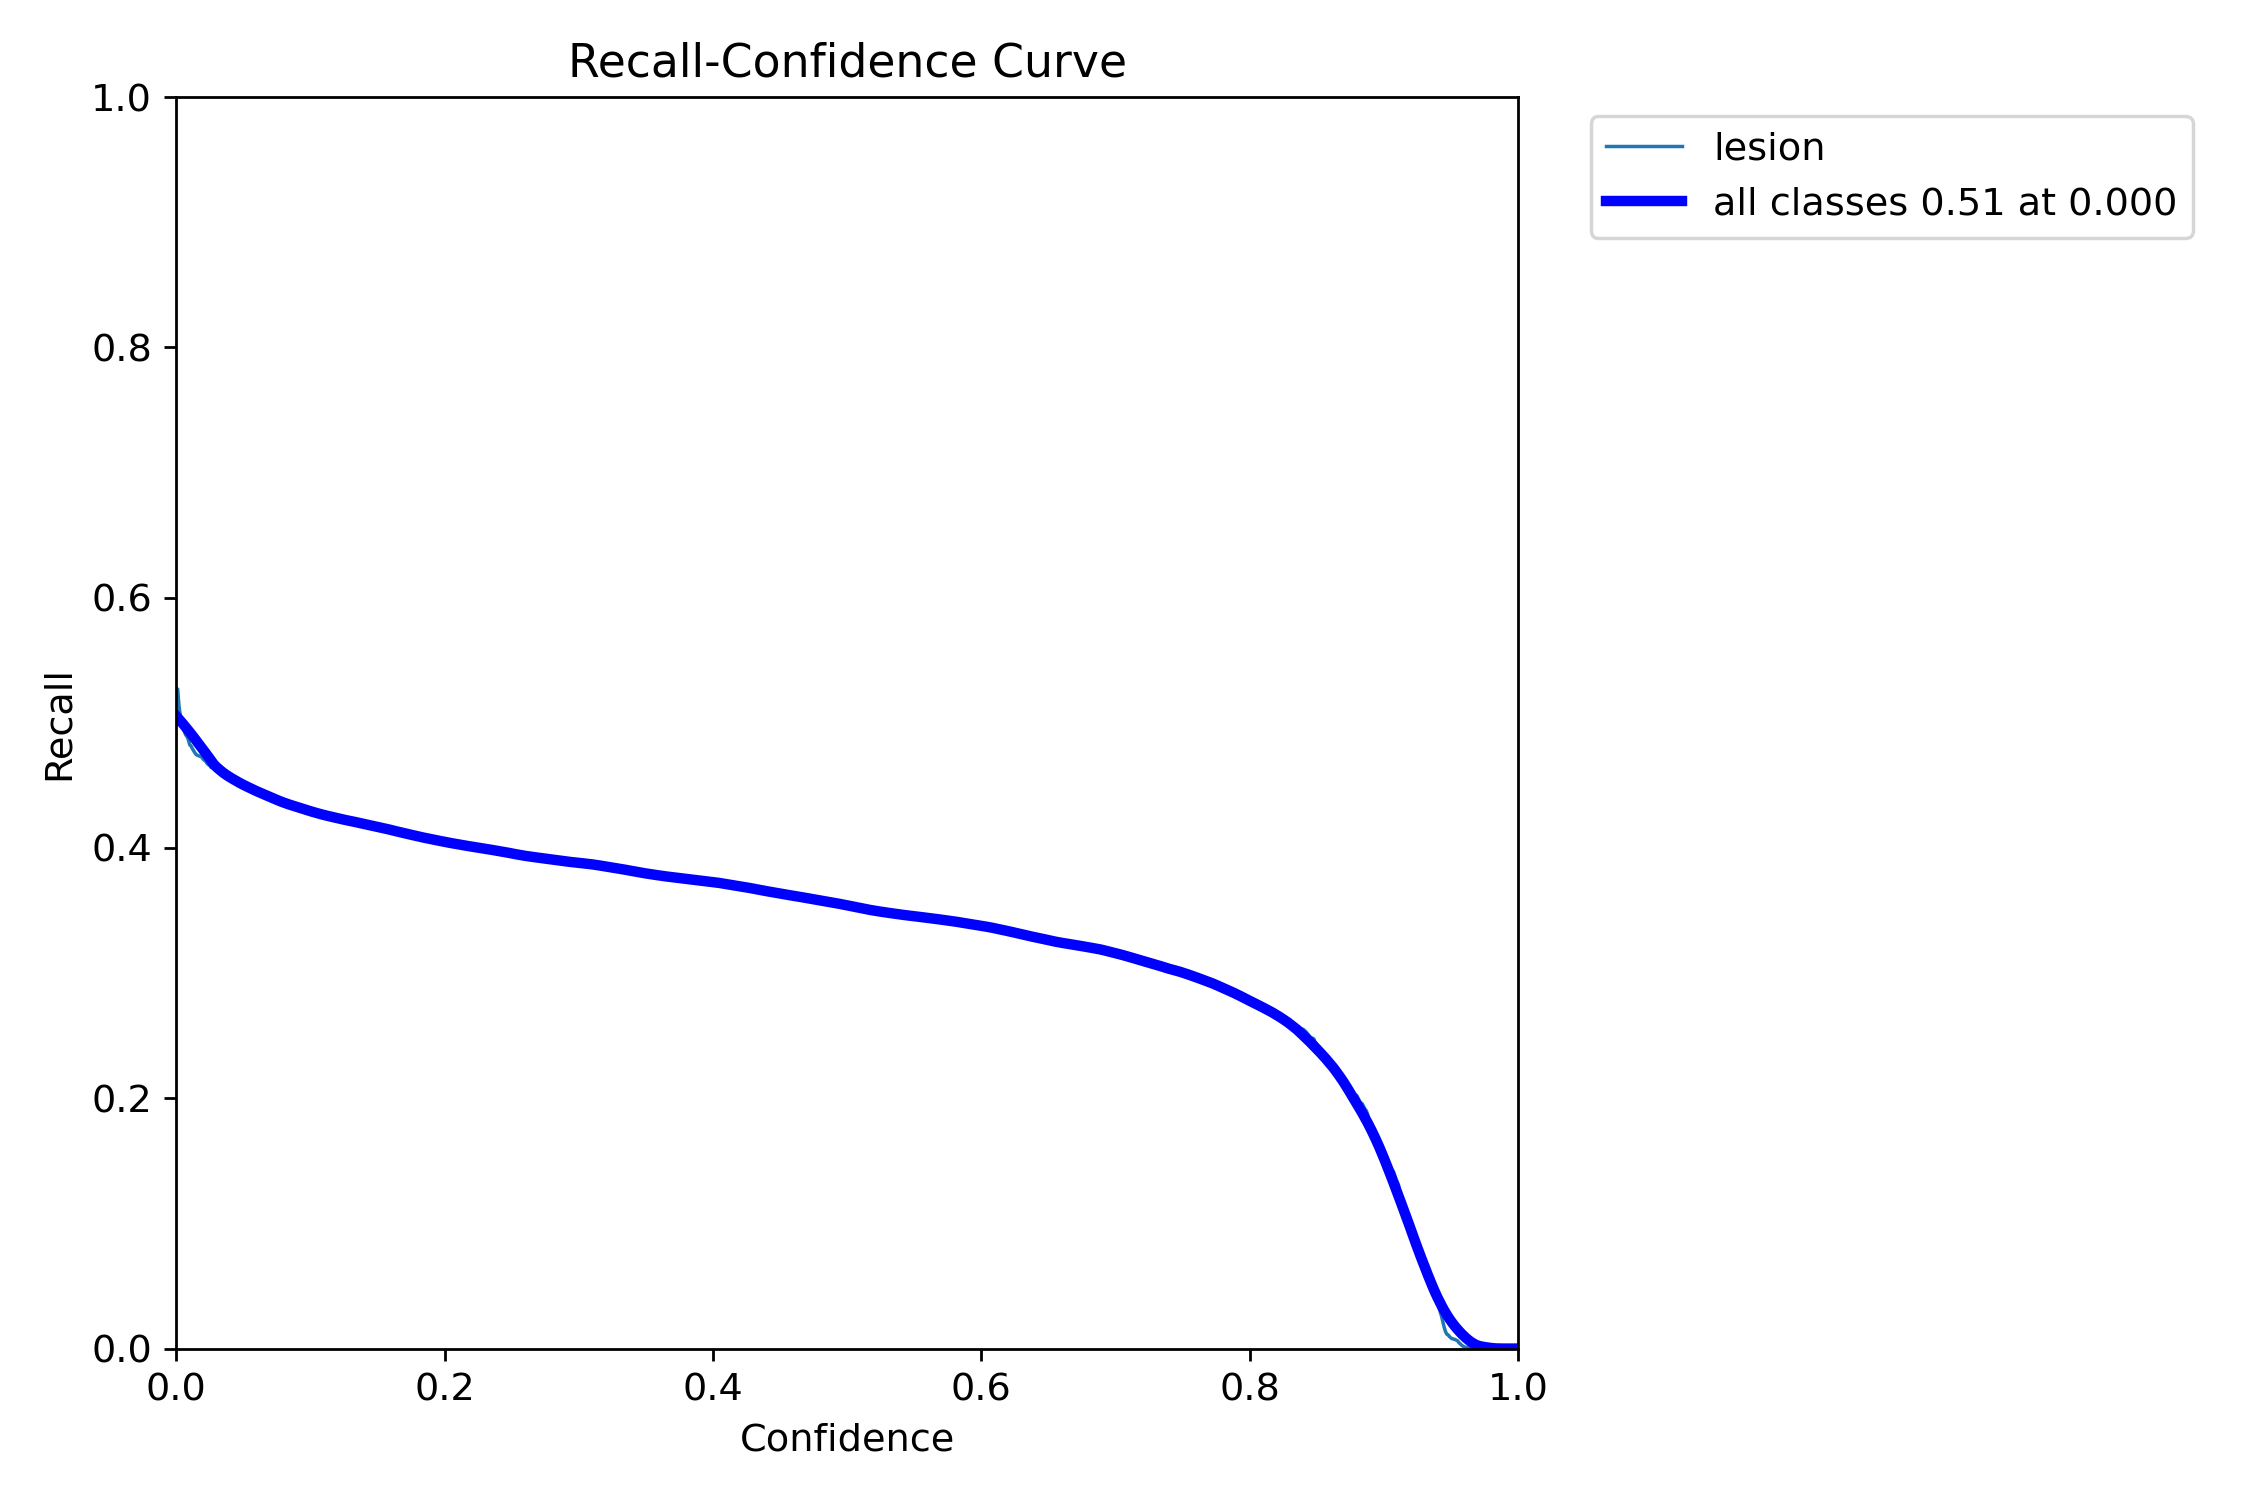 Recall-Confidence Curve
lesion
all classes 0.51 at 0.000
1.0
0.8
0.6
0.4
0.2
0.0
Recall
0.0 0.2 0.4 0.6 0.8 1.0
Confidence